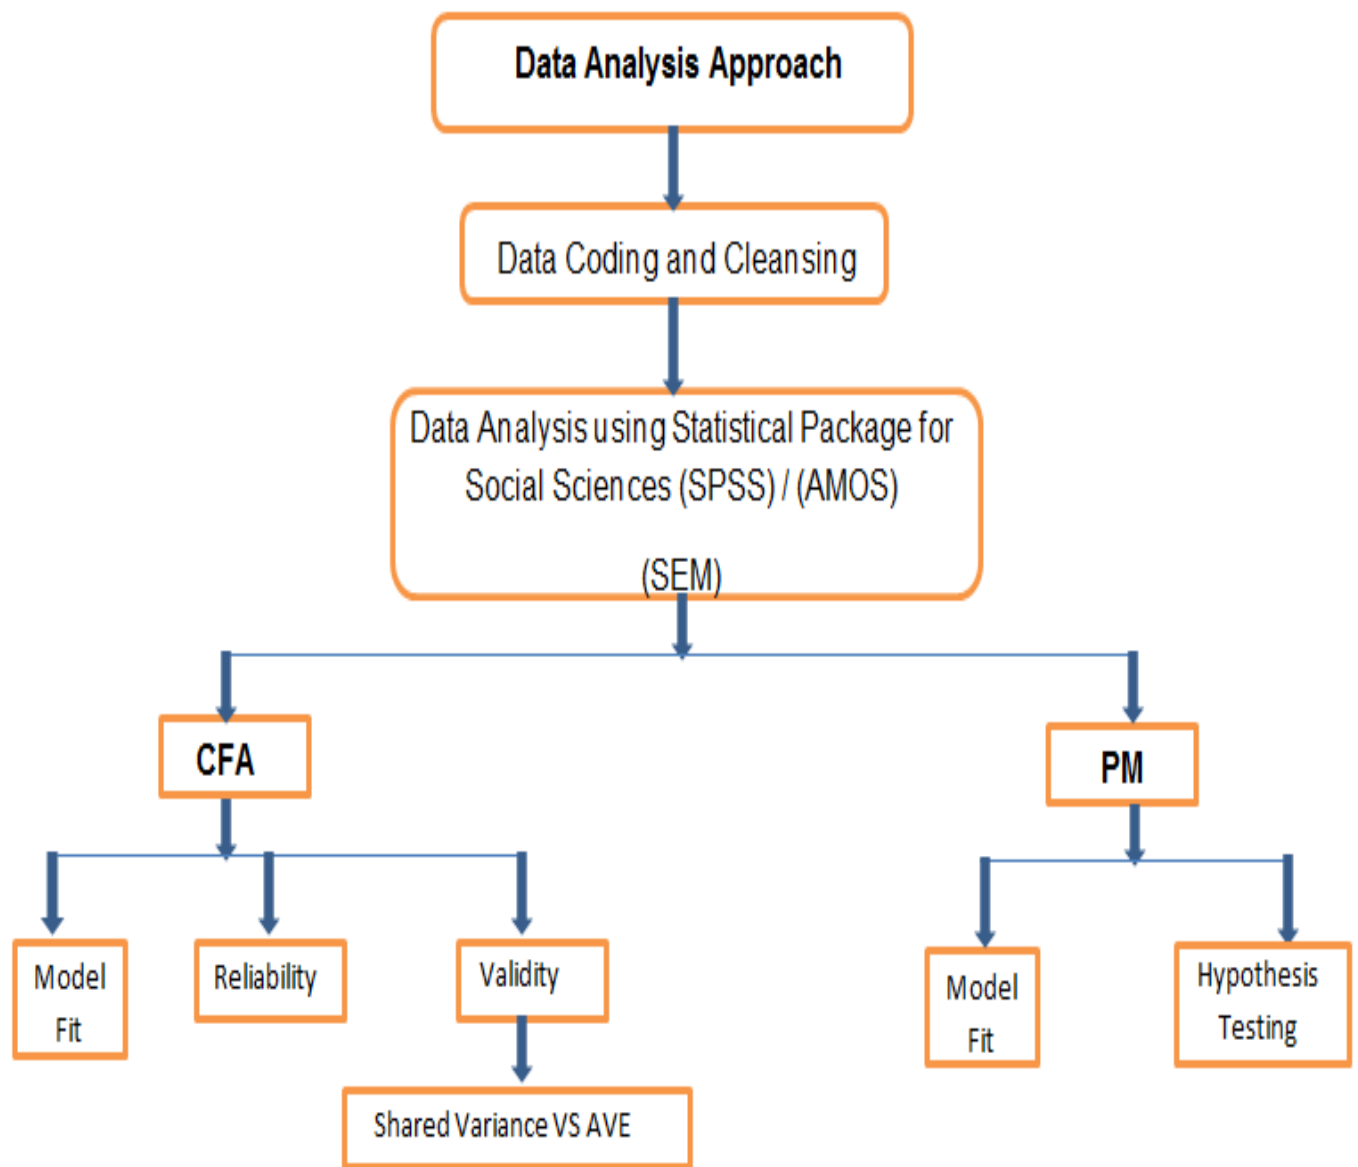 Data Analysis Approach
Data Coding and Cleansing
Data Analysis using Statistical Package for
Social Sciences (SPSS) / (AMOS)
(SEM)
CFA
PM
Model
Fit
Reliability
Validity
Model
Fit
Hypothesis
Testing
Shared Variance VS AVE